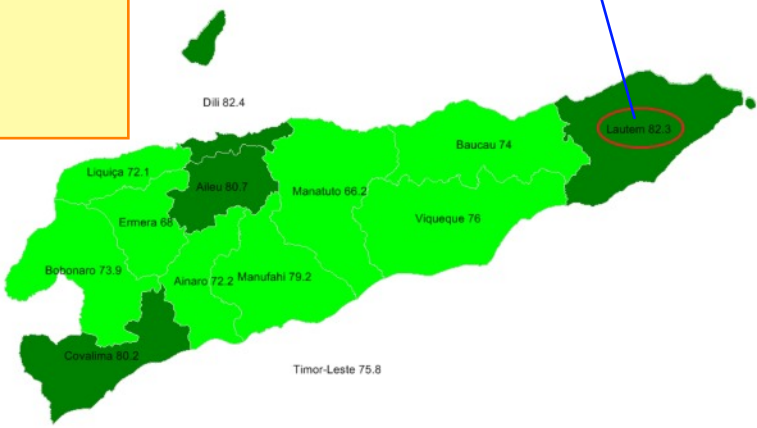 Dili 82.4
Lautem 82.3
Baucau 74
Liquiça 72.1
Aileu 80.7
Manatuto 66.2
Viqueque 76
Ermera 68
Bobonaro 73.9
Ainaro 72.2
Manufahi 79.2
Covalima 80.2
Timor-Leste 75.8